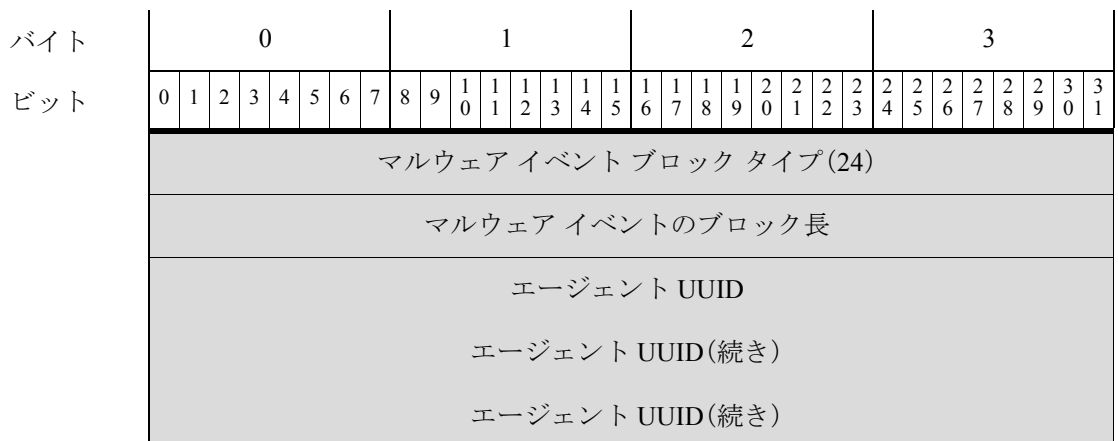 バイト 0 1 2 3
ビット 0 1 2 3 4 5 6 7 8 9 10 11 12 13 14 15 16 17 18 19 20 21 22 23 24 25 26 27 28 29 30 31
マルウェア イベント ブロック タイプ(24)
マルウェア イベントのブロック長
エージェント UUID
エージェント UUID(続き)
エージェント UUID(続き)